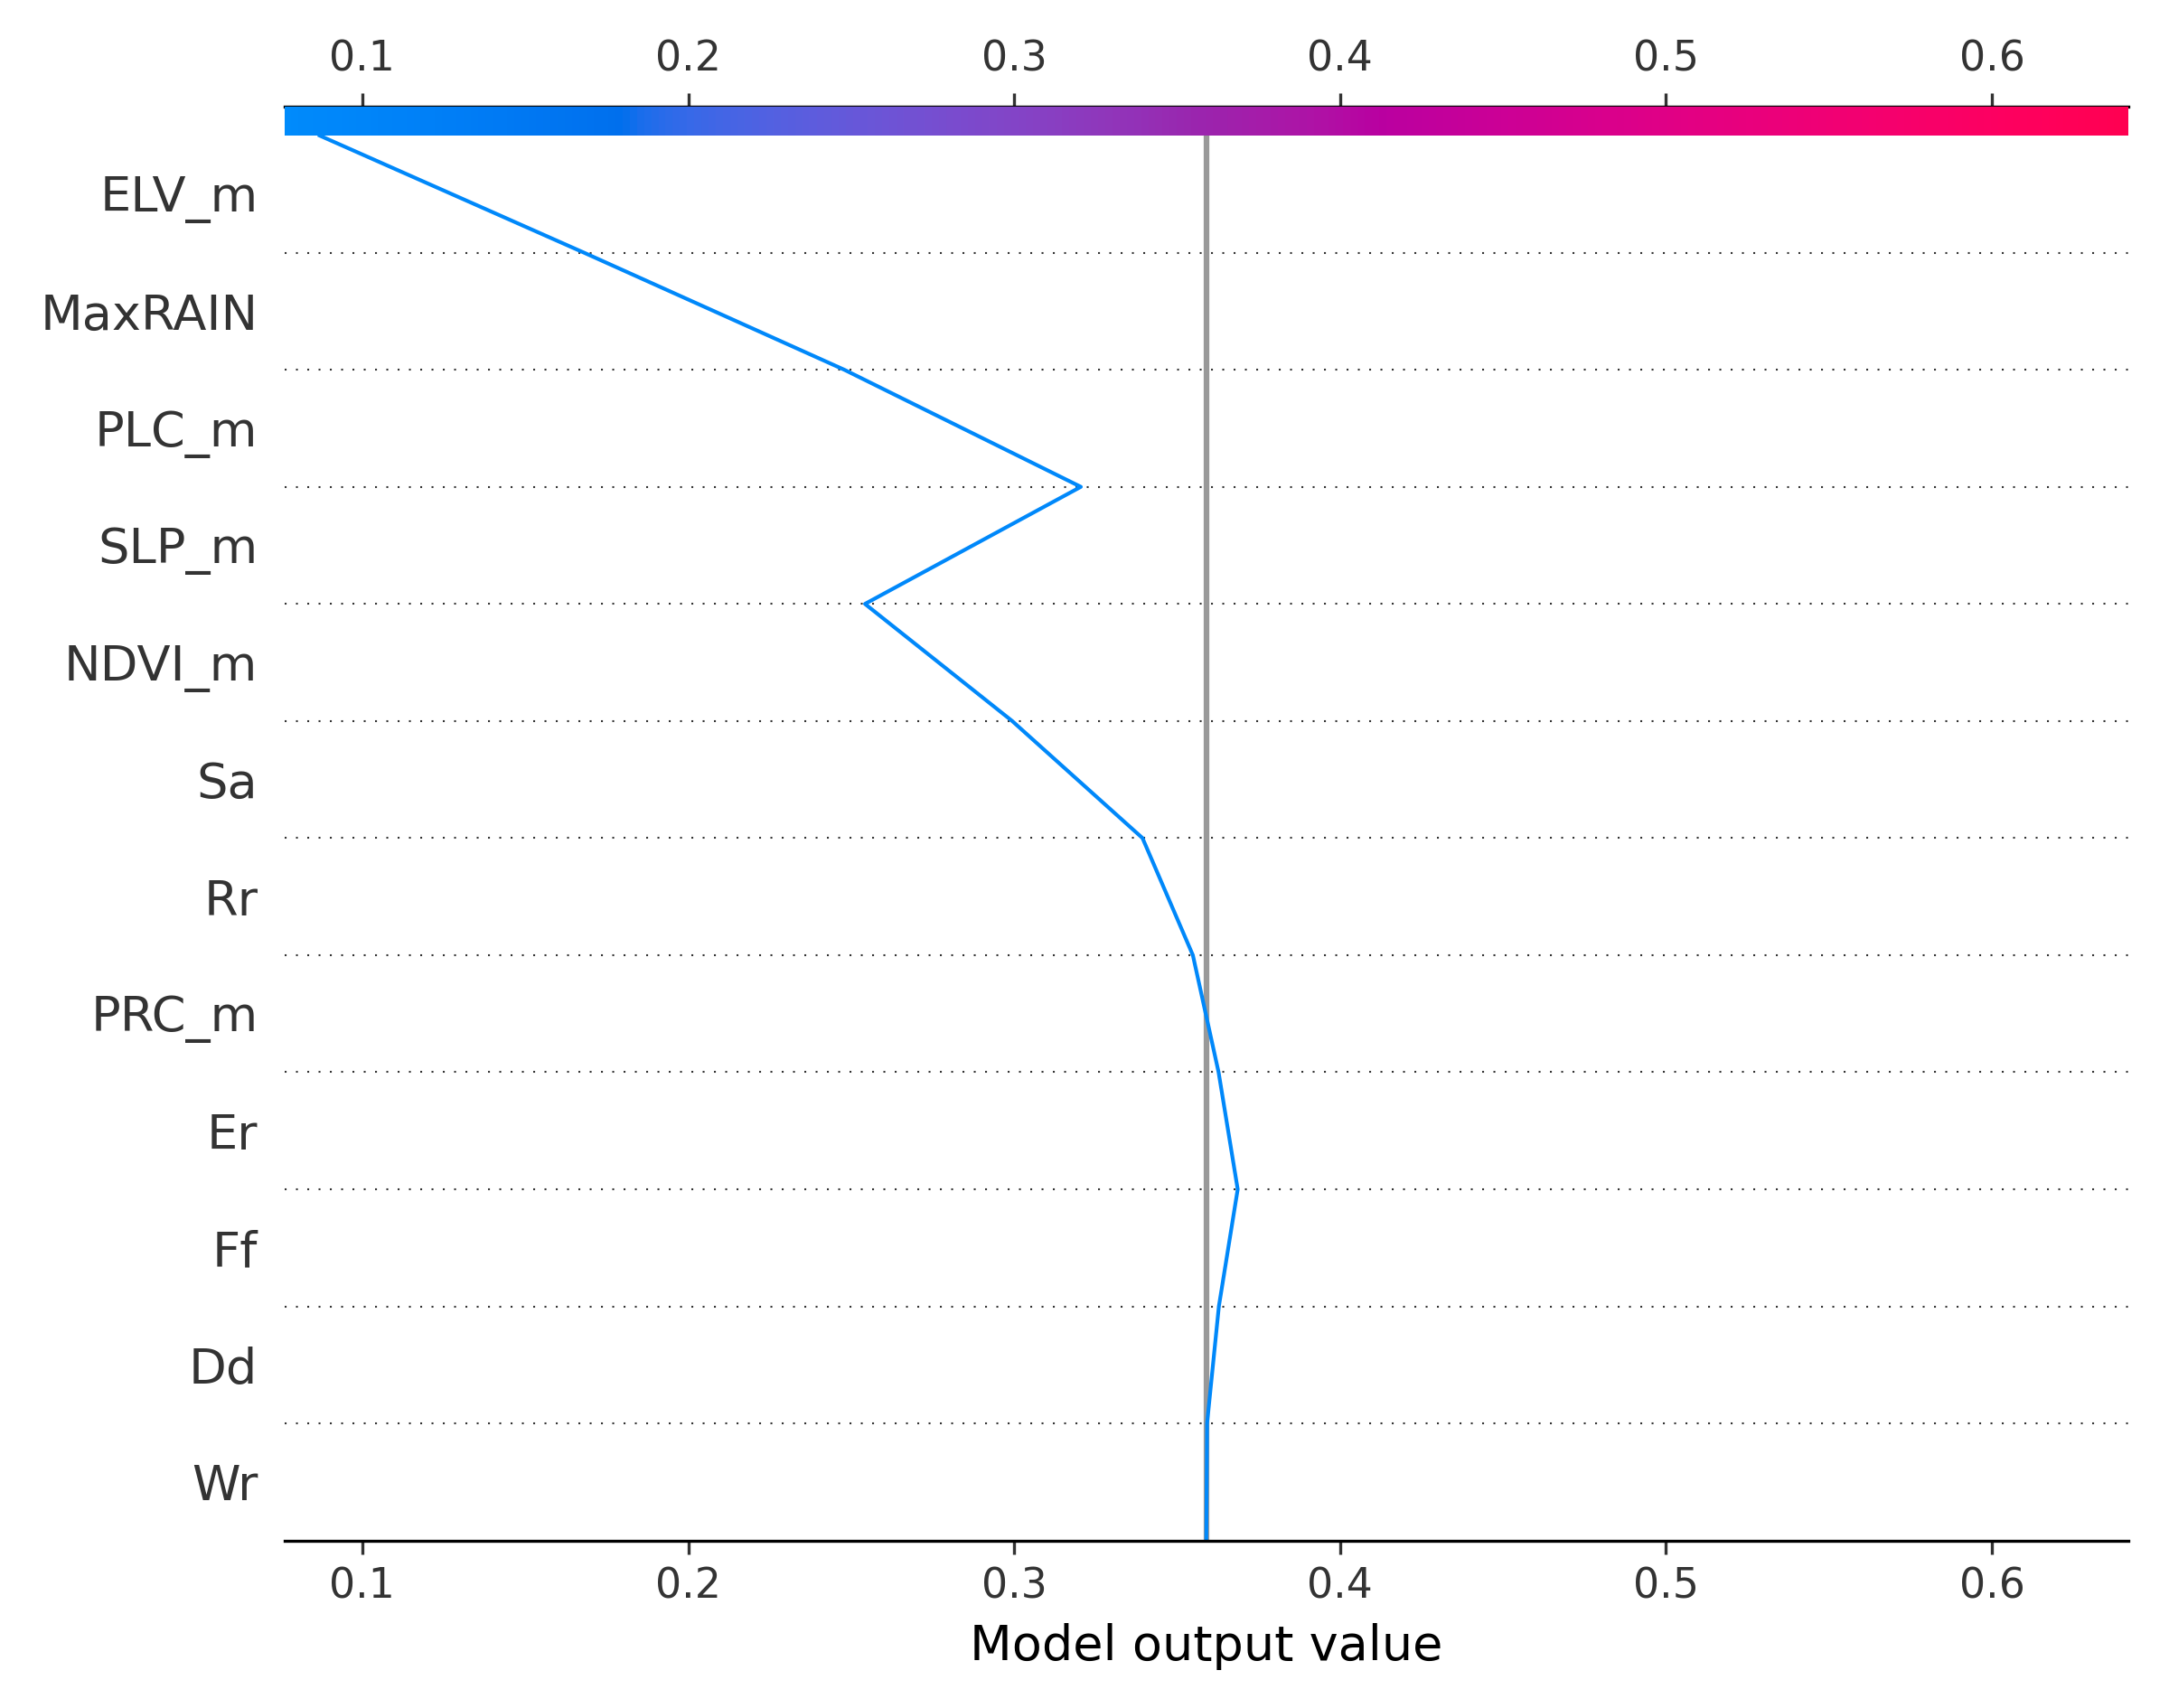 0.1 0.2 0.3 0.4 0.5 0.6
ELV_m
MaxRAIN
PLC_m
SLP_m
NDVI_m
Sa
Rr
PRC_m
Er
Ff
Dd
Wr
0.1 0.2 0.3 0.4 0.5 0.6
Model output value